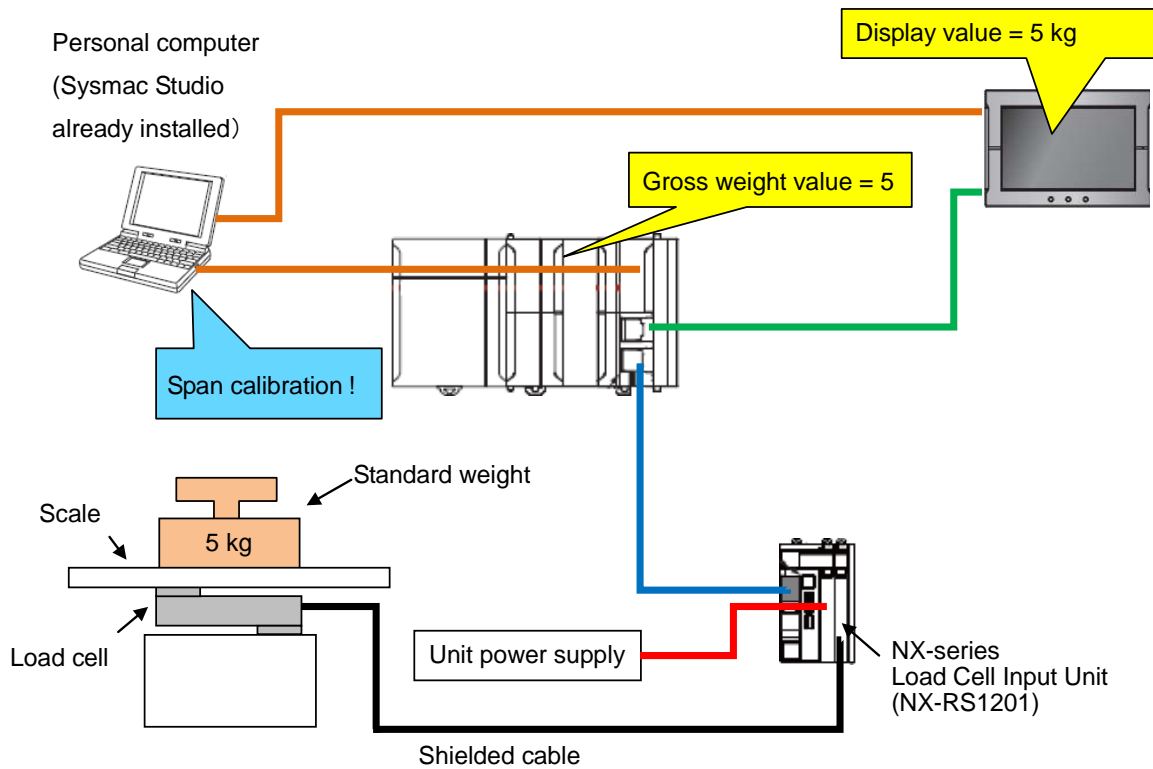 Display value = 5 kg
Personal computer
(Sysmac Studio
already installed）
Gross weight value = 5
Span calibration !
Standard weight
Scale
5 kg
Load cell
Unit power supply
NX-series
Load Cell Input Unit
(NX-RS1201)
Shielded cable